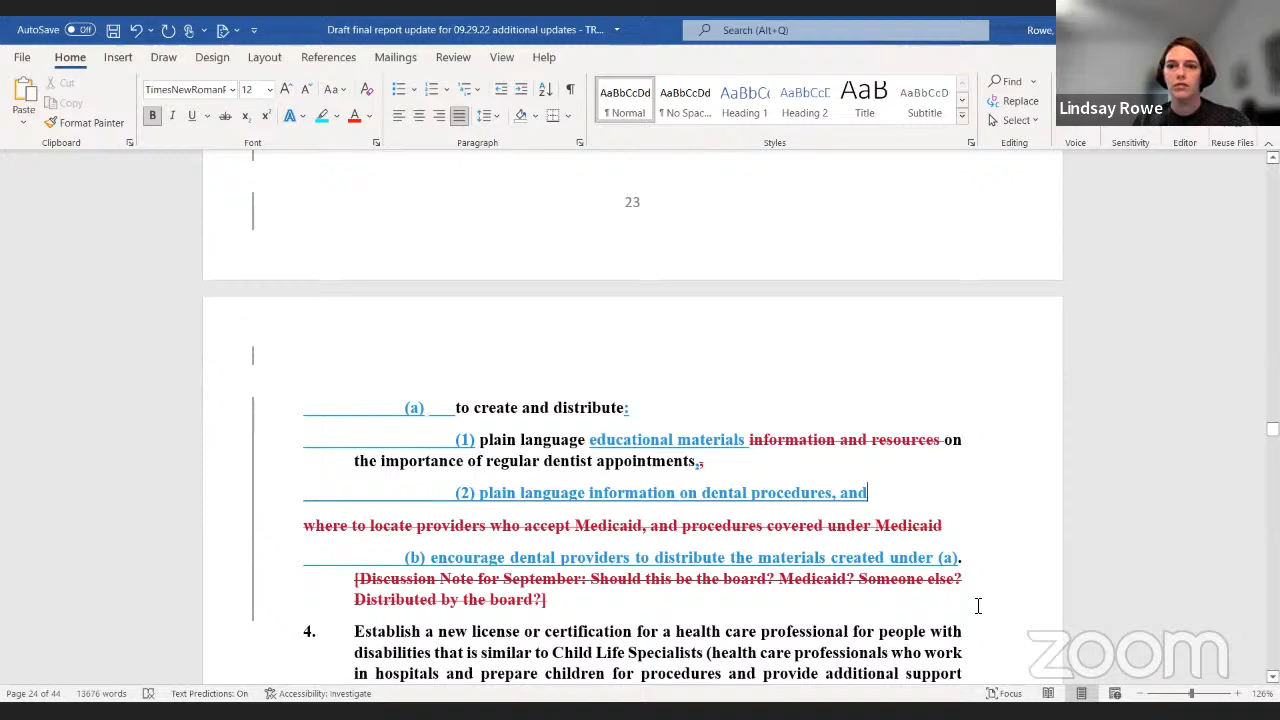 AutoSave Off Draft final report update for 09.29.22 additional updates - TR... Search (Alt+Q) Rowe,
File Home Insert Draw Design Layout References Mailings Review View Help
Lindsay Rowe
Paste Cut Copy Format Painter
TimesNewRomanF 12 Aa
B I U ab x₂ x² A A
AaBbCcDd AaBbCcDd AaBbC( AaBbCcE AaB AaBbCcD
¶ Normal ¶ No Spac... Heading 1 Heading 2 Title Subtitle
Find
Replace
Select
Clipboard Font Paragraph Styles Editing Voice Sensitivity Editor Reuse Files
23
(a) to create and distribute:
(1) plain language educational materials information and resources on
the importance of regular dentist appointments,,
(2) plain language information on dental procedures, and
where to locate providers who accept Medicaid, and procedures covered under Medicaid
(b) encourage dental providers to distribute the materials created under (a).
[Discussion Note for September: Should this be the board? Medicaid? Someone else?
Distributed by the board?]
4. Establish a new license or certification for a health care professional for people with
disabilities that is similar to Child Life Specialists (health care professionals who work
in hospitals and prepare children for procedures and provide additional support
zoom
Page 24 of 44 13676 words Text Predictions: On Accessibility: Investigate Focus 126%